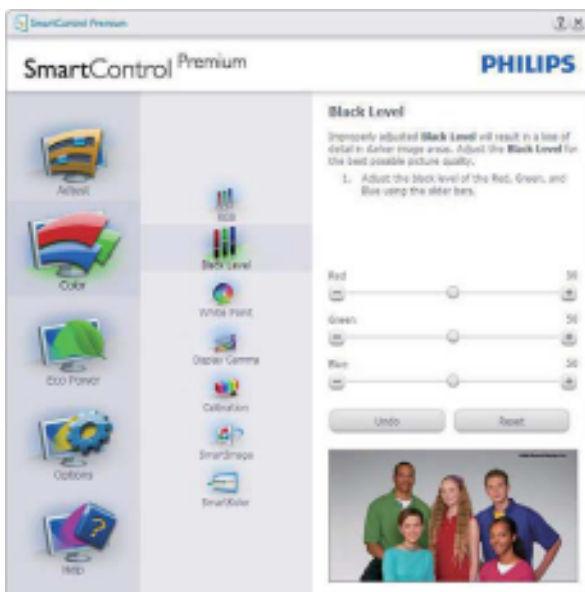 SmartControl Premium
SmartControl Premium
PHILIPS
Adjust
Color
Eco Power
Options
Help
RGB
Black Level
White Point
Display Gamma
Calibration
SmartImage
SmartKolor
Black Level
Improperly adjusted Black Level will result in a loss of
detail in darker image areas. Adjust the Black Level for
the best possible picture quality.
1. Adjust the black level of the Red, Green, and
Blue using the slider bars.
Red 50
Green 50
Blue 50
Undo Reset